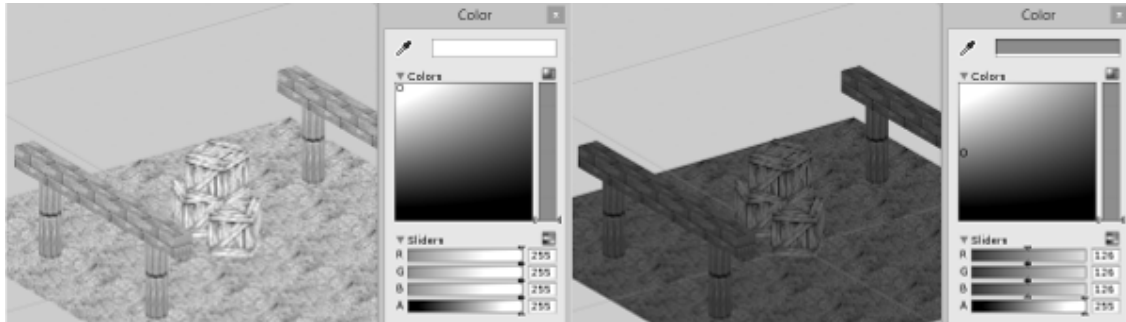 Color
Colors
Sliders
R 255
G 255
B 255
A 255
Color
Colors
Sliders
R 126
G 126
B 126
A 255